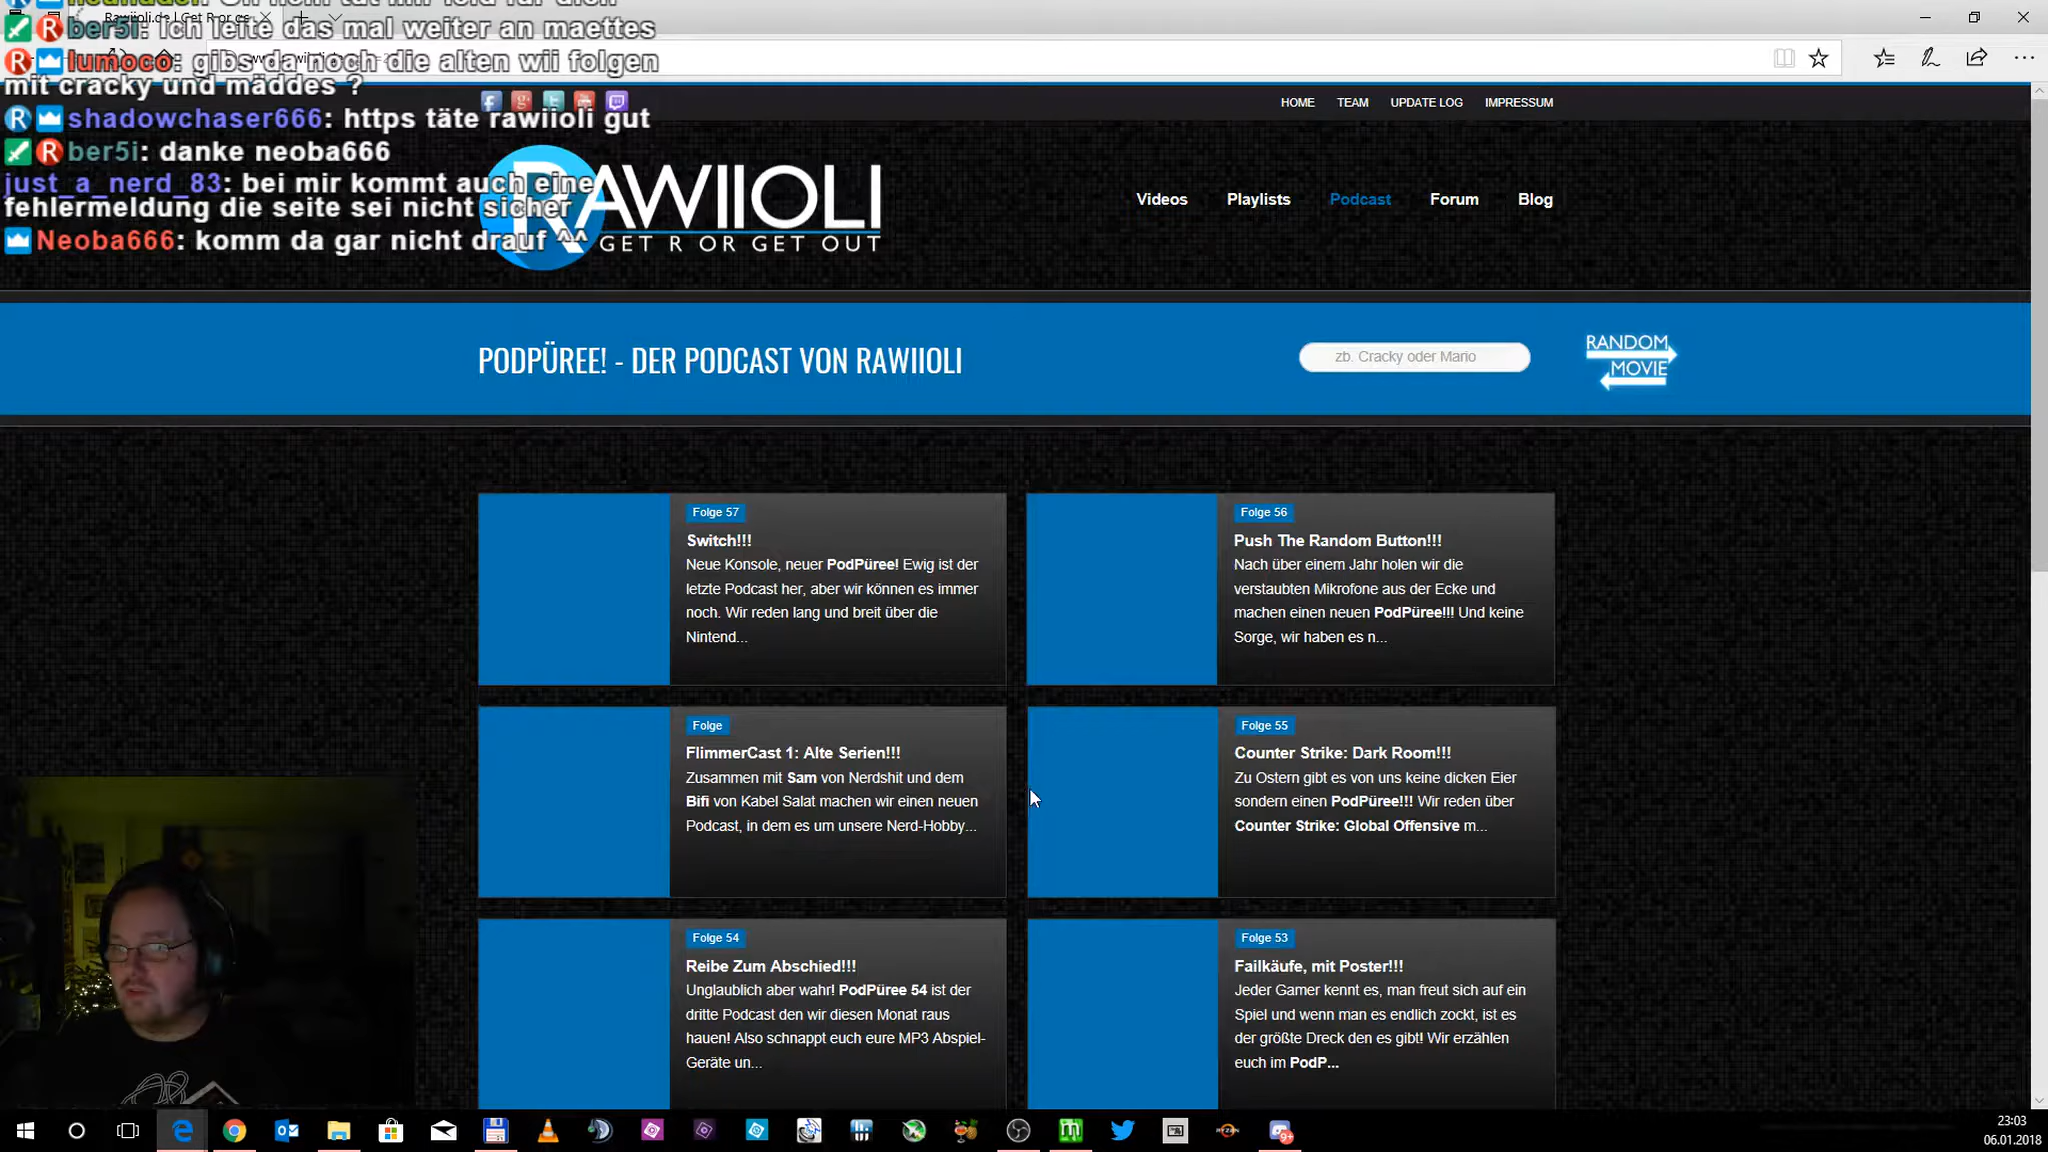 Rawiioli.de | Get R or ge
ber5i: ich leite das mal weiter an maettes
lumoco: gibs da noch die alten wii folgen
mit cracky und mäddes ?
shadowchaser666: https täte rawiioli gut
ber5i: danke neoba666
just_a_nerd_83: bei mir kommt auch eine
fehlermeldung die seite sei nicht sicher
Neoba666: komm da gar nicht drauf ^^
HOME TEAM UPDATE LOG IMPRESSUM
RAWIIOLI
GET R OR GET OUT
Videos Playlists Podcast Forum Blog
PODPÜREE! - DER PODCAST VON RAWIIOLI
zb. Cracky oder Mario
RANDOM
MOVIE
Folge 57
Switch!!!
Neue Konsole, neuer PodPüree! Ewig ist der
letzte Podcast her, aber wir können es immer
noch. Wir reden lang und breit über die
Nintend...
Folge 56
Push The Random Button!!!
Nach über einem Jahr holen wir die
verstaubten Mikrofone aus der Ecke und
machen einen neuen PodPüree!!! Und keine
Sorge, wir haben es n...
Folge
FlimmerCast 1: Alte Serien!!!
Zusammen mit Sam von Nerdshit und dem
Bifi von Kabel Salat machen wir einen neuen
Podcast, in dem es um unsere Nerd-Hobby...
Folge 55
Counter Strike: Dark Room!!!
Zu Ostern gibt es von uns keine dicken Eier
sondern einen PodPüree!!! Wir reden über
Counter Strike: Global Offensive m...
Folge 54
Reibe Zum Abschied!!!
Unglaublich aber wahr! PodPüree 54 ist der
dritte Podcast den wir diesen Monat raus
hauen! Also schnappt euch eure MP3 Abspiel-
Geräte un...
Folge 53
Failkäufe, mit Poster!!!
Jeder Gamer kennt es, man freut sich auf ein
Spiel und wenn man es endlich zockt, ist es
der größte Dreck den es gibt! Wir erzählen
euch im PodP...
23:03
06.01.2018